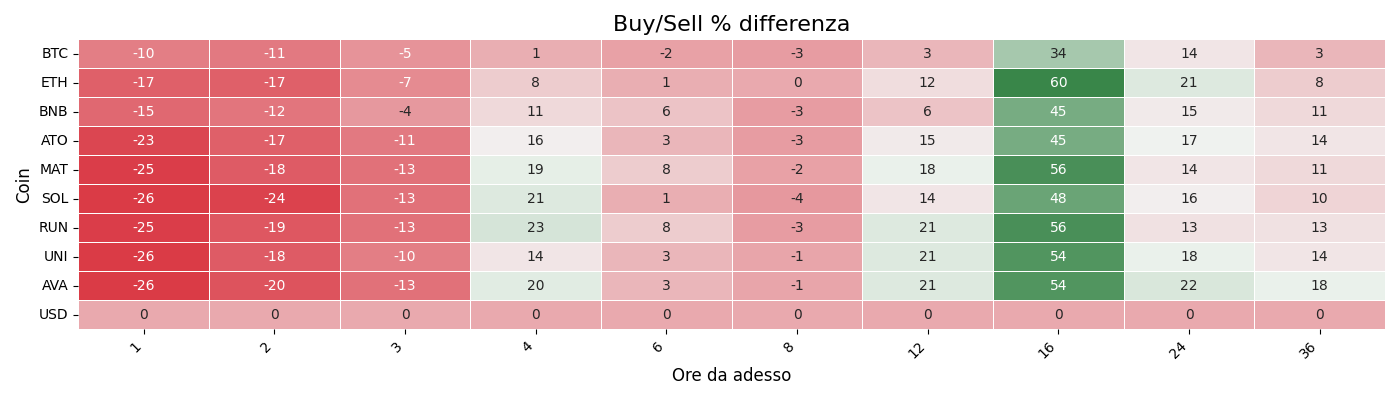 Buy/Sell % differenza
Coin
BTC -10 -11 -5 1 -2 -3 3 34 14 3
ETH -17 -17 -7 8 1 0 12 60 21 8
BNB -15 -12 -4 11 6 -3 6 45 15 11
ATO -23 -17 -11 16 3 -3 15 45 17 14
MAT -25 -18 -13 19 8 -2 18 56 14 11
SOL -26 -24 -13 21 1 -4 14 48 16 10
RUN -25 -19 -13 23 8 -3 21 56 13 13
UNI -26 -18 -10 14 3 -1 21 54 18 14
AVA -26 -20 -13 20 3 -1 21 54 22 18
USD 0 0 0 0 0 0 0 0 0 0
1 2 3 4 6 8 12 16 24 36
Ore da adesso